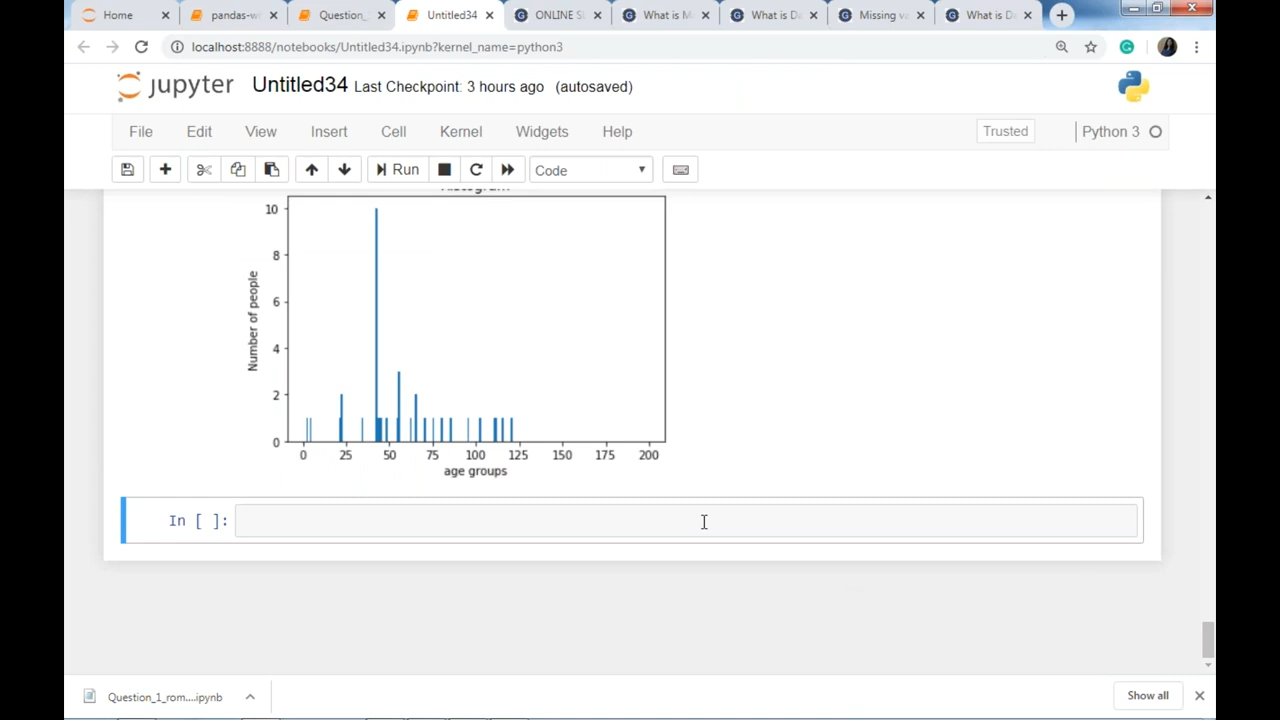 Home
pandas-w
Question_
Untitled34
ONLINE S
What is M
What is Da
Missing va
What is Da
localhost:8888/notebooks/Untitled34.ipynb?kernel_name=python3
jupyter Untitled34 Last Checkpoint: 3 hours ago (autosaved)
File Edit View Insert Cell Kernel Widgets Help Trusted Python 3
Run Code
10
8
6
4
2
0
Number of people
0 25 50 75 100 125 150 175 200
age groups
In [ ]:
Question_1_rom....ipynb
Show all